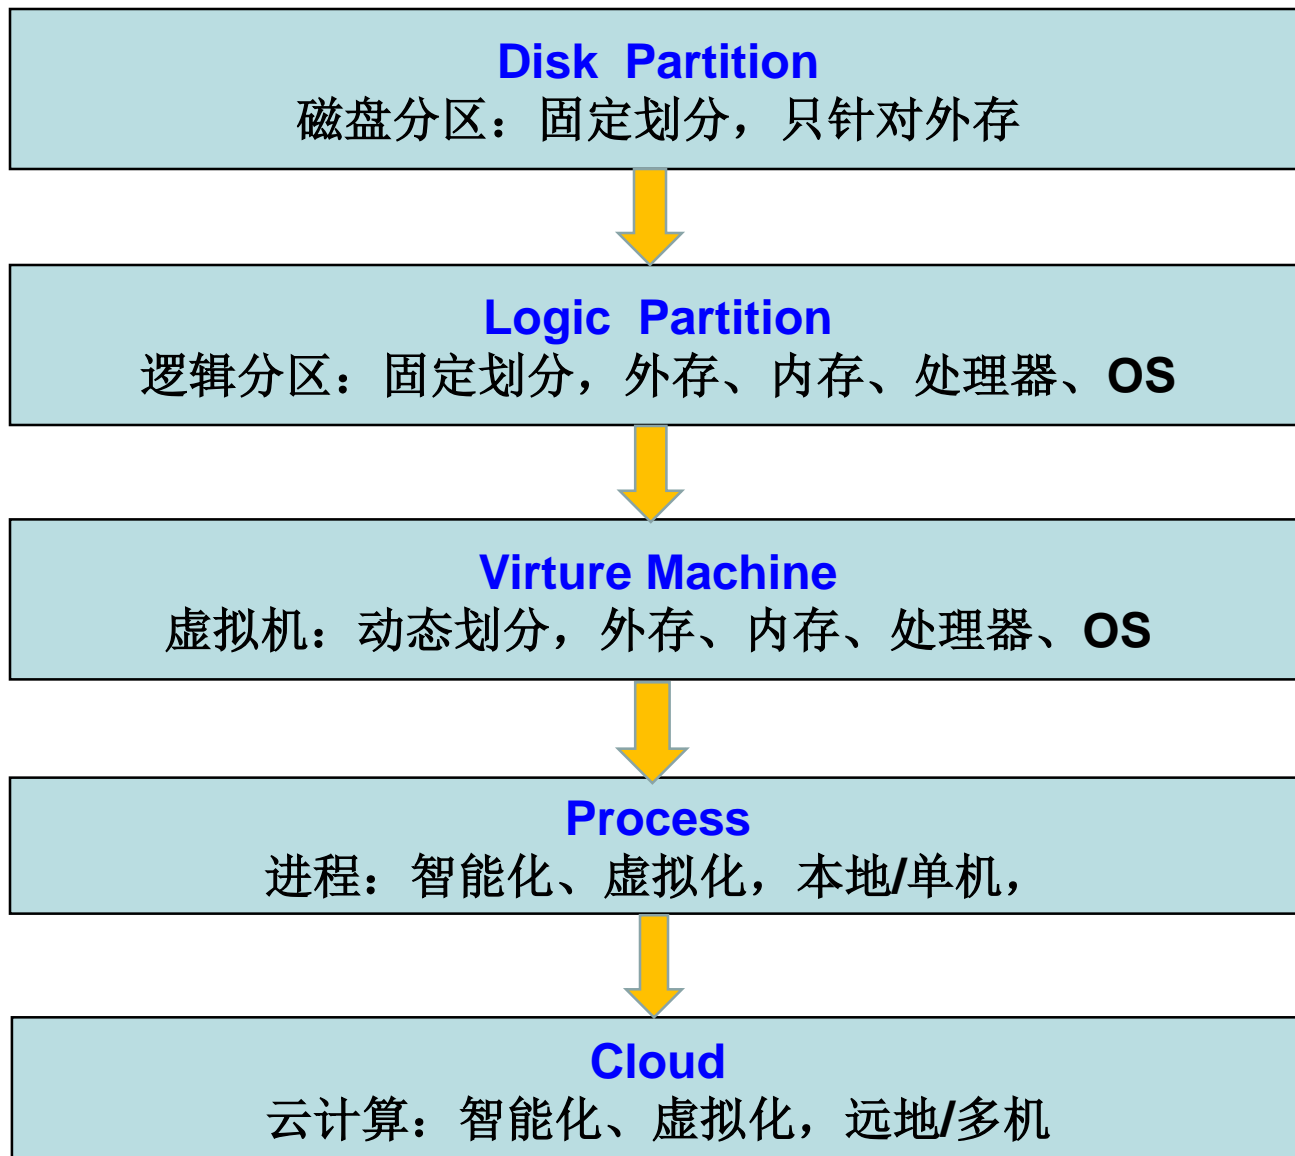 Disk  Partition
磁盘分区：固定划分，只针对外存
Logic  Partition
逻辑分区：固定划分，外存、内存、处理器、OS
Virture Machine
虚拟机：动态划分，外存、内存、处理器、OS
Process
进程：智能化、虚拟化，本地/单机，
Cloud
云计算：智能化、虚拟化，远地/多机